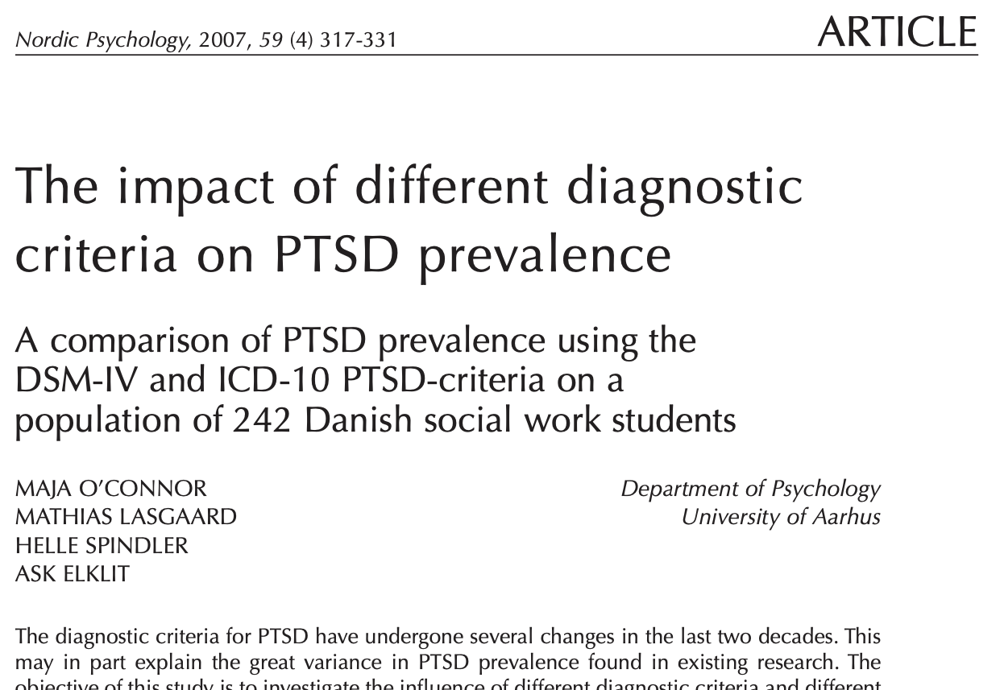 Nordic Psychology, 2007, 59 (4) 317-331
ARTICLE
The impact of different diagnostic
criteria on PTSD prevalence
A comparison of PTSD prevalence using the
DSM-IV and ICD-10 PTSD-criteria on a
population of 242 Danish social work students
MAJA O’CONNOR
MATHIAS LASGAARD
HELLE SPINDLER
ASK ELKLIT
Department of Psychology
University of Aarhus
The diagnostic criteria for PTSD have undergone several changes in the last two decades. This
may in part explain the great variance in PTSD prevalence found in existing research. The
objective of this study is to investigate the influence of different diagnostic criteria and different